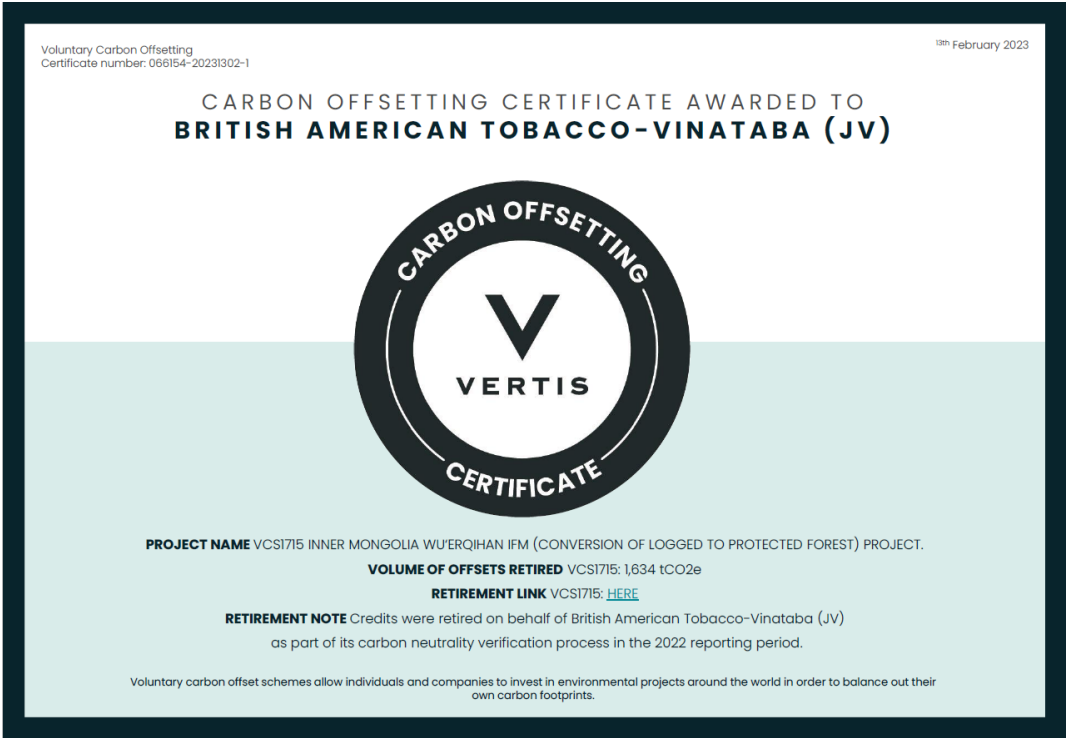 Voluntary Carbon Offsetting
Certificate number: 066154-20231302-1
13th February 2023
CARBON OFFSETTING CERTIFICATE AWARDED TO
BRITISH AMERICAN TOBACCO-VINATABA (JV)
CARBON OFFSETTING
VERTIS
CERTIFICATE
PROJECT NAME VCS1715 INNER MONGOLIA WU'ERQIHAN IFM (CONVERSION OF LOGGED TO PROTECTED FOREST) PROJECT.
VOLUME OF OFFSETS RETIRED VCS1715: 1,634 tCO2e
RETIREMENT LINK VCS1715: HERE
RETIREMENT NOTE Credits were retired on behalf of British American Tobacco-Vinataba (JV)
as part of its carbon neutrality verification process in the 2022 reporting period.
Voluntary carbon offset schemes allow individuals and companies to invest in environmental projects around the world in order to balance out their
own carbon footprints.